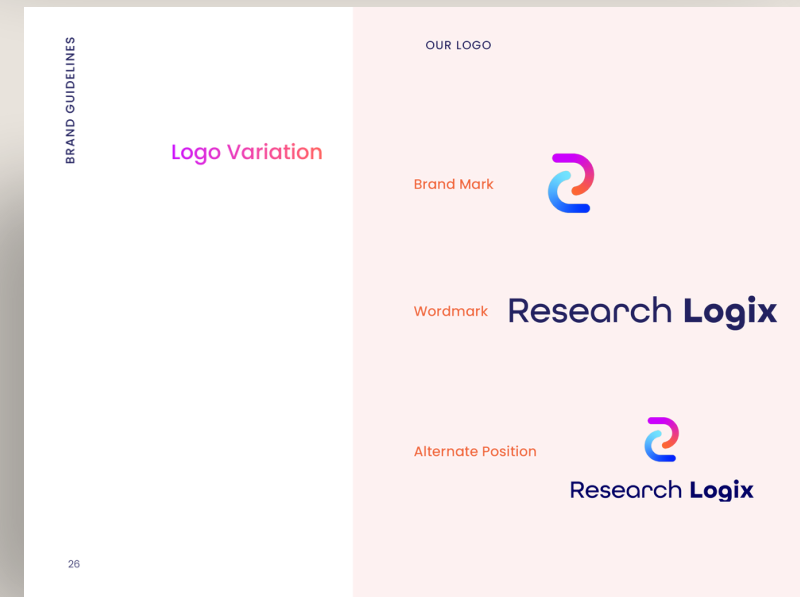 BRAND GUIDELINES
Logo Variation
OUR LOGO
Brand Mark
Wordmark
Research Logix
Alternate Position
Research Logix
26